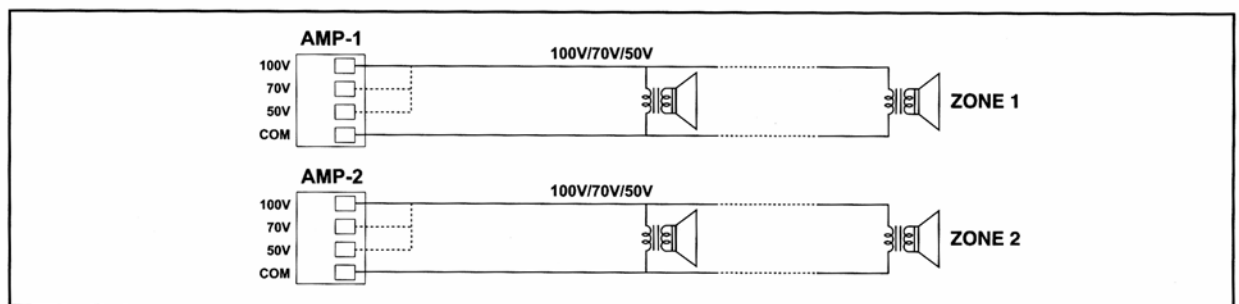 AMP-1
100V/70V/50V
100V
70V
50V
COM
ZONE 1
AMP-2
100V/70V/50V
100V
70V
50V
COM
ZONE 2